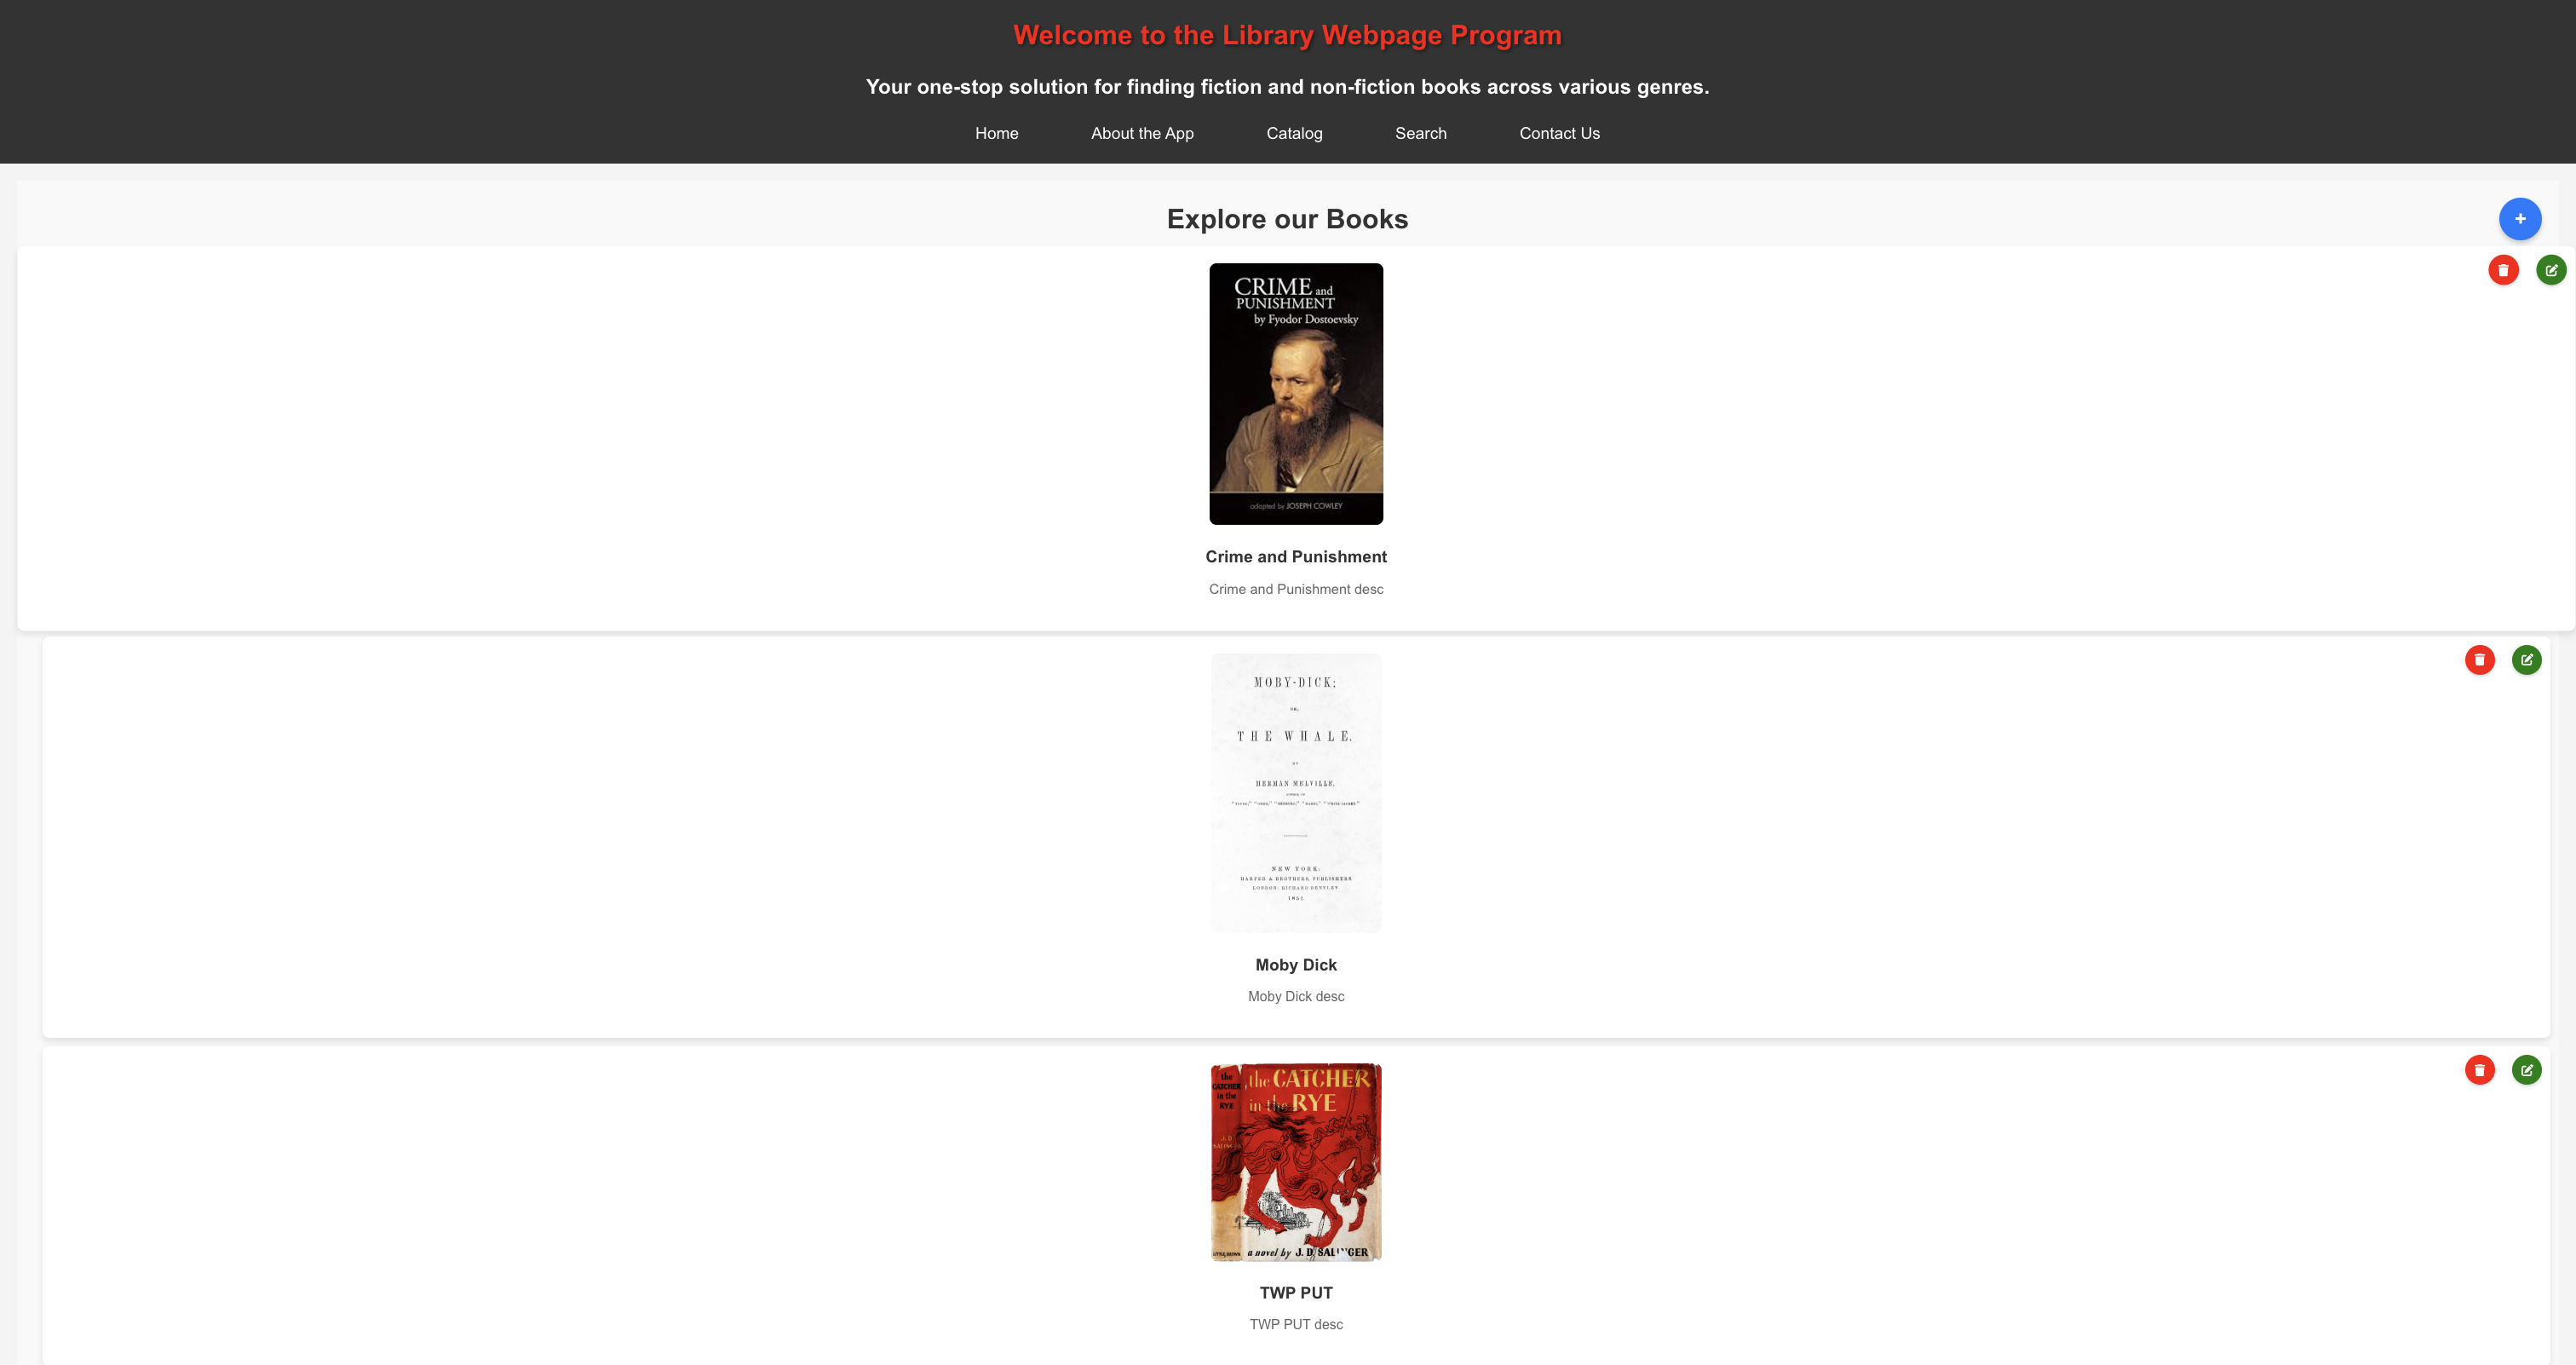 Welcome to the Library Webpage Program
Your one-stop solution for finding fiction and non-fiction books across various genres.
Home About the App Catalog Search Contact Us
Explore our Books
CRIME and
PUNISHMENT
by Fyodor Dostoevsky
adapted by JOSEPH COWLEY
Crime and Punishment
Crime and Punishment desc
MOBY-DICK;
OR,
THE WHALE.
BY
HERMAN MELVILLE,
NEW YORK:
HARPER & BROTHERS, PUBLISHERS.
LONDON: RICHARD BENTLEY.
1851.
Moby Dick
Moby Dick desc
the
CATCHER
in the
RYE
the CATCHER
in the RYE
J. D.
SALINGER
LITTLE, BROWN
a novel by J. D. SALINGER
TWP PUT
TWP PUT desc